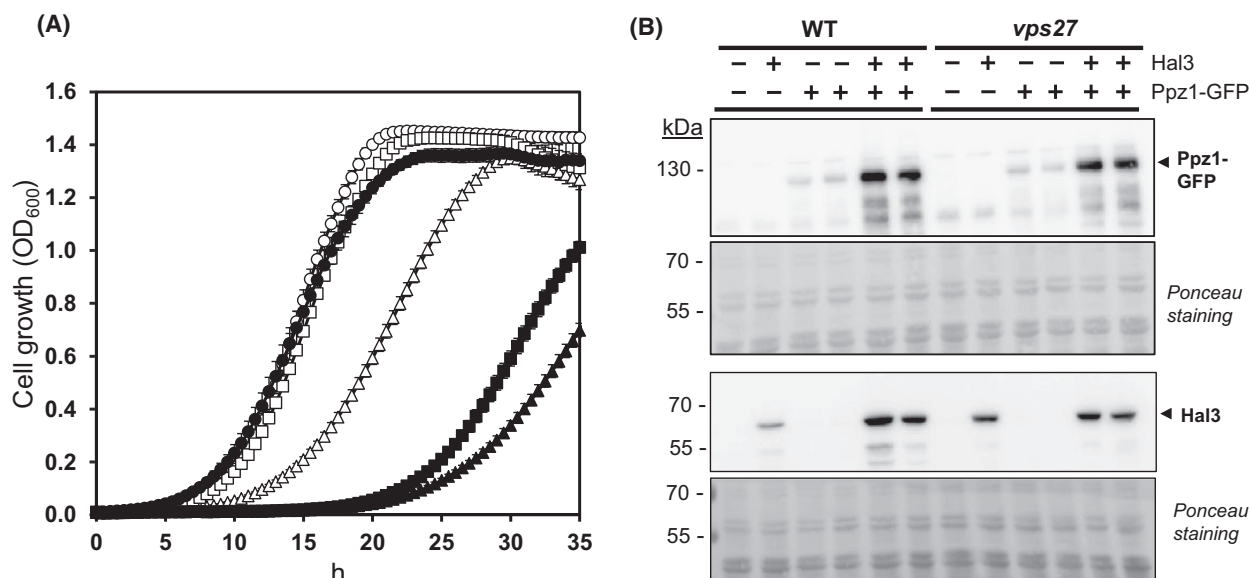 (A)
Cell growth (OD600)
1.6
1.4
1.2
1.0
0.8
0.6
0.4
0.2
0.0
0 5 10 15 20 25 30 35
h
(B)
WT vps27
– + – – + + – + – – + + Hal3
– – + + + + – – + + + + Ppz1-GFP
kDa
130 -
Ppz1-
GFP
70 -
55 -
Ponceau
staining
70 -
55 -
Hal3
70 -
55 -
Ponceau
staining